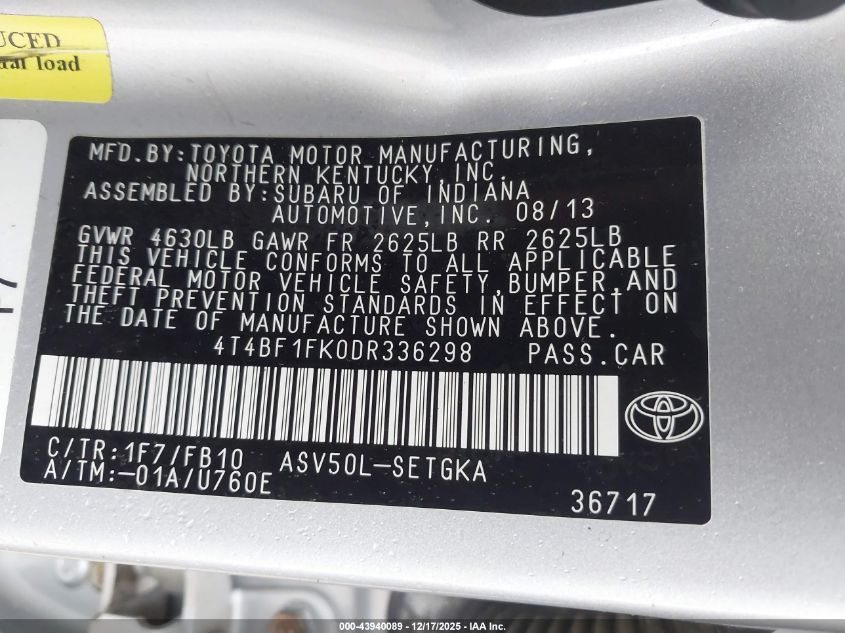 UCED
load
MFD.BY:TOYOTA MOTOR MANUFACTURING,
NORTHERN KENTUCKY,INC.
ASSEMBLED BY:SUBARU OF INDIANA
AUTOMOTIVE,INC. 08/13
GVWR 4630LB GAWR FR 2625LB RR 2625LB
THIS VEHICLE CONFORMS TO ALL APPLICABLE
FEDERAL MOTOR VEHICLE SAFETY,BUMPER,AND
THEFT PREVENTION STANDARDS IN EFFECT ON
THE DATE OF MANUFACTURE SHOWN ABOVE.
4T4BF1FK0DR336298 PASS.CAR
C/TR:1F7/FB10 ASV50L-SETGKA
A/TM:-01A/U760E
36717
000-43940089 - 12/17/2025 - IAA Inc.